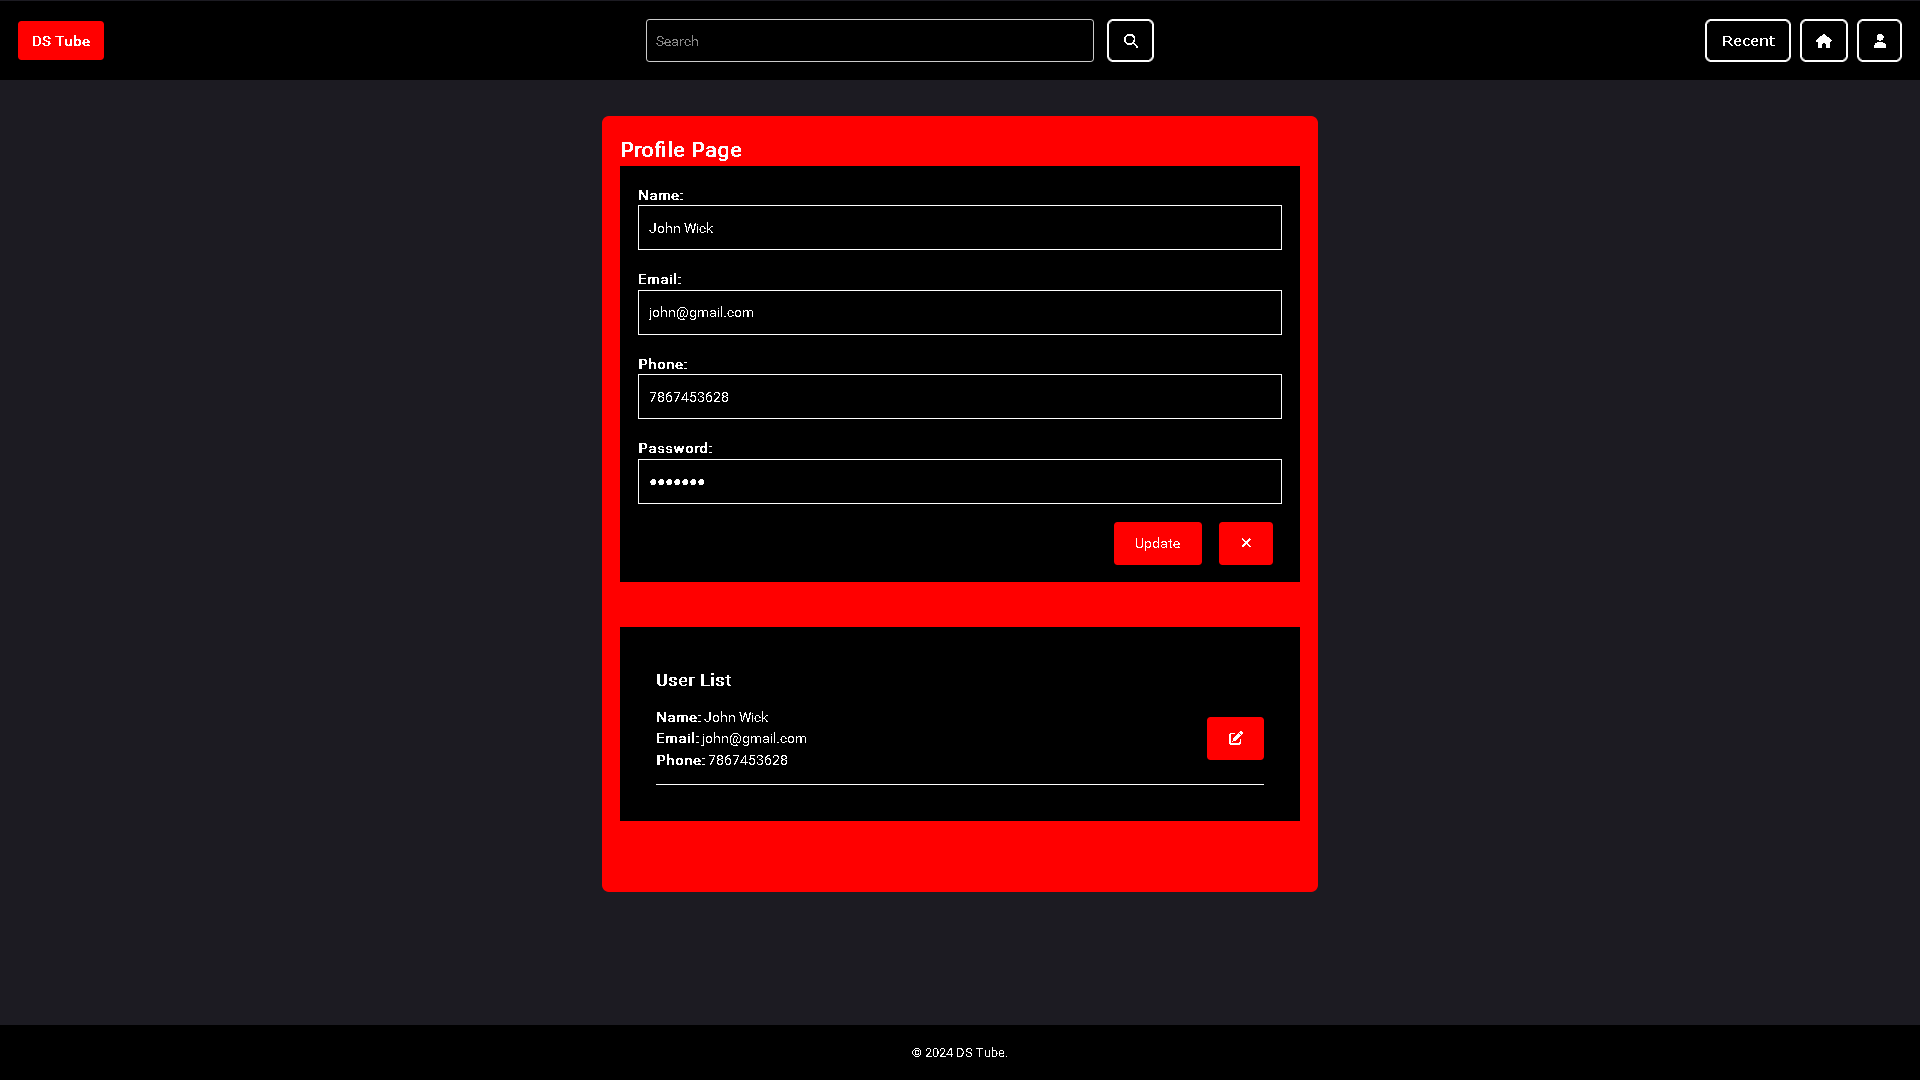 DS Tube
Search
Recent
Profile Page
Name:
John Wick
Email:
john@gmail.com
Phone:
7867453628
Password:
•••••••
Update
User List
Name: John Wick
Email: john@gmail.com
Phone: 7867453628
© 2024 DS Tube.